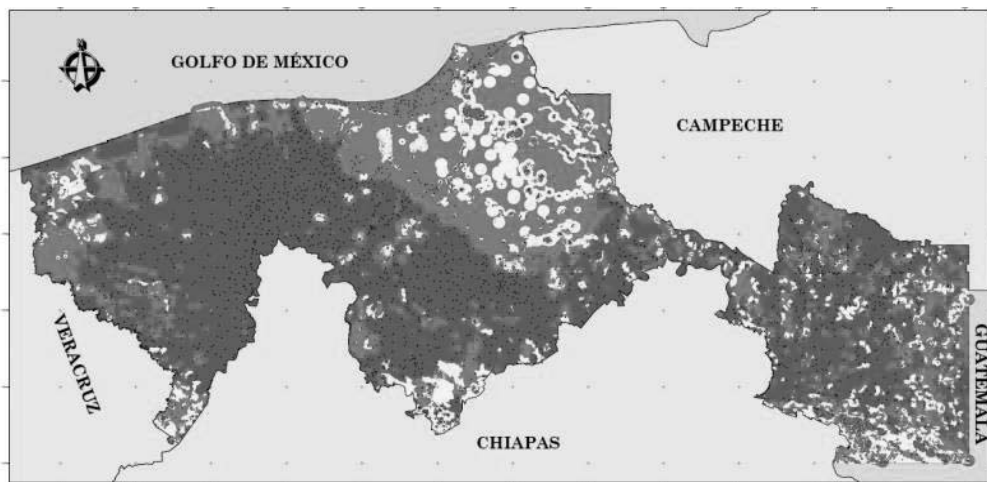 GOLFO DE MÉXICO
CAMPECHE
VERACRUZ
GUATEMALA
CHIAPAS